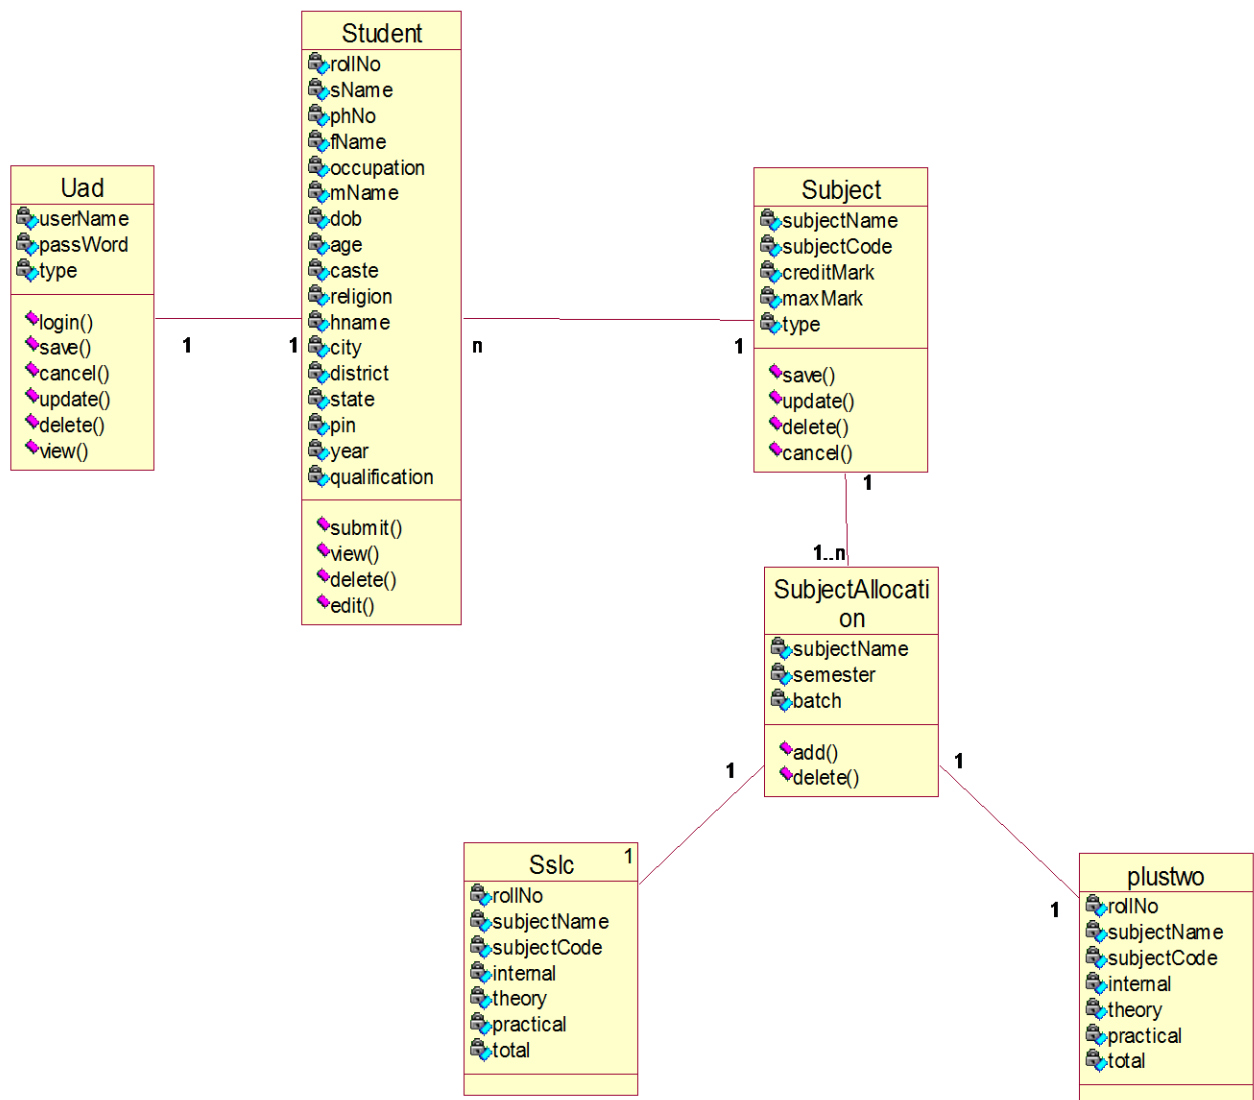 Student
rollNo
sName
phNo
fName
occupation
mName
dob
age
caste
religion
hname
city
district
state
pin
year
qualification
submit()
view()
delete()
edit()
Uad
userName
passWord
type
login()
save()
cancel()
update()
delete()
view()
1
1
n
1
Subject
subjectName
subjectCode
creditMark
maxMark
type
save()
update()
delete()
cancel()
1
1..n
SubjectAllocati
on
subjectName
semester
batch
add()
delete()
1
1
Sslc
1
rollNo
subjectName
subjectCode
internal
theory
practical
total
1
plustwo
rollNo
subjectName
subjectCode
internal
theory
practical
total